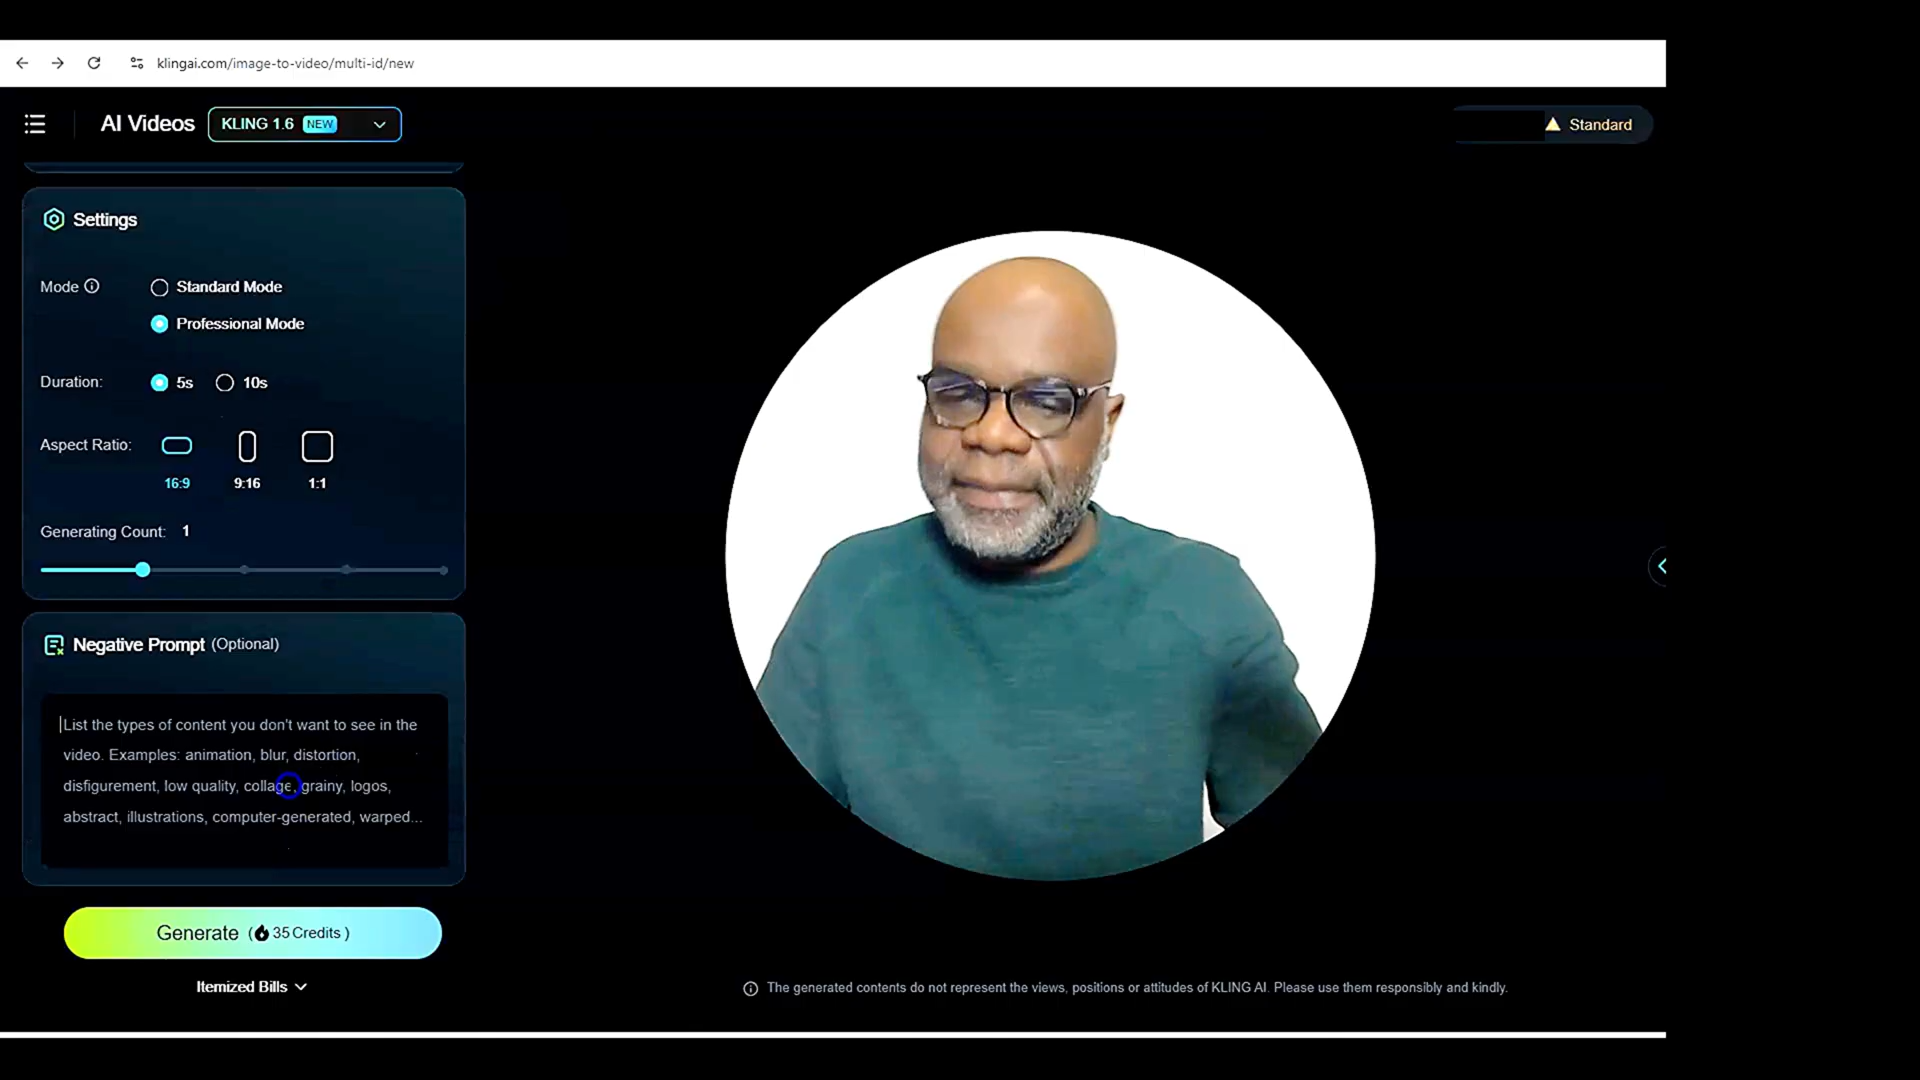 klingai.com/image-to-video/multi-id/new
AI Videos
KLING 1.6 NEW
Standard
Settings
Mode
Standard Mode
Professional Mode
Duration:
5s
10s
Aspect Ratio:
16:9
9:16
1:1
Generating Count: 1
Negative Prompt (Optional)
List the types of content you don't want to see in the
video. Examples: animation, blur, distortion,
disfigurement, low quality, collage, grainy, logos,
abstract, illustrations, computer-generated, warped...
Generate ( 35 Credits )
Itemized Bills
The generated contents do not represent the views, positions or attitudes of KLING AI. Please use them responsibly and kindly.